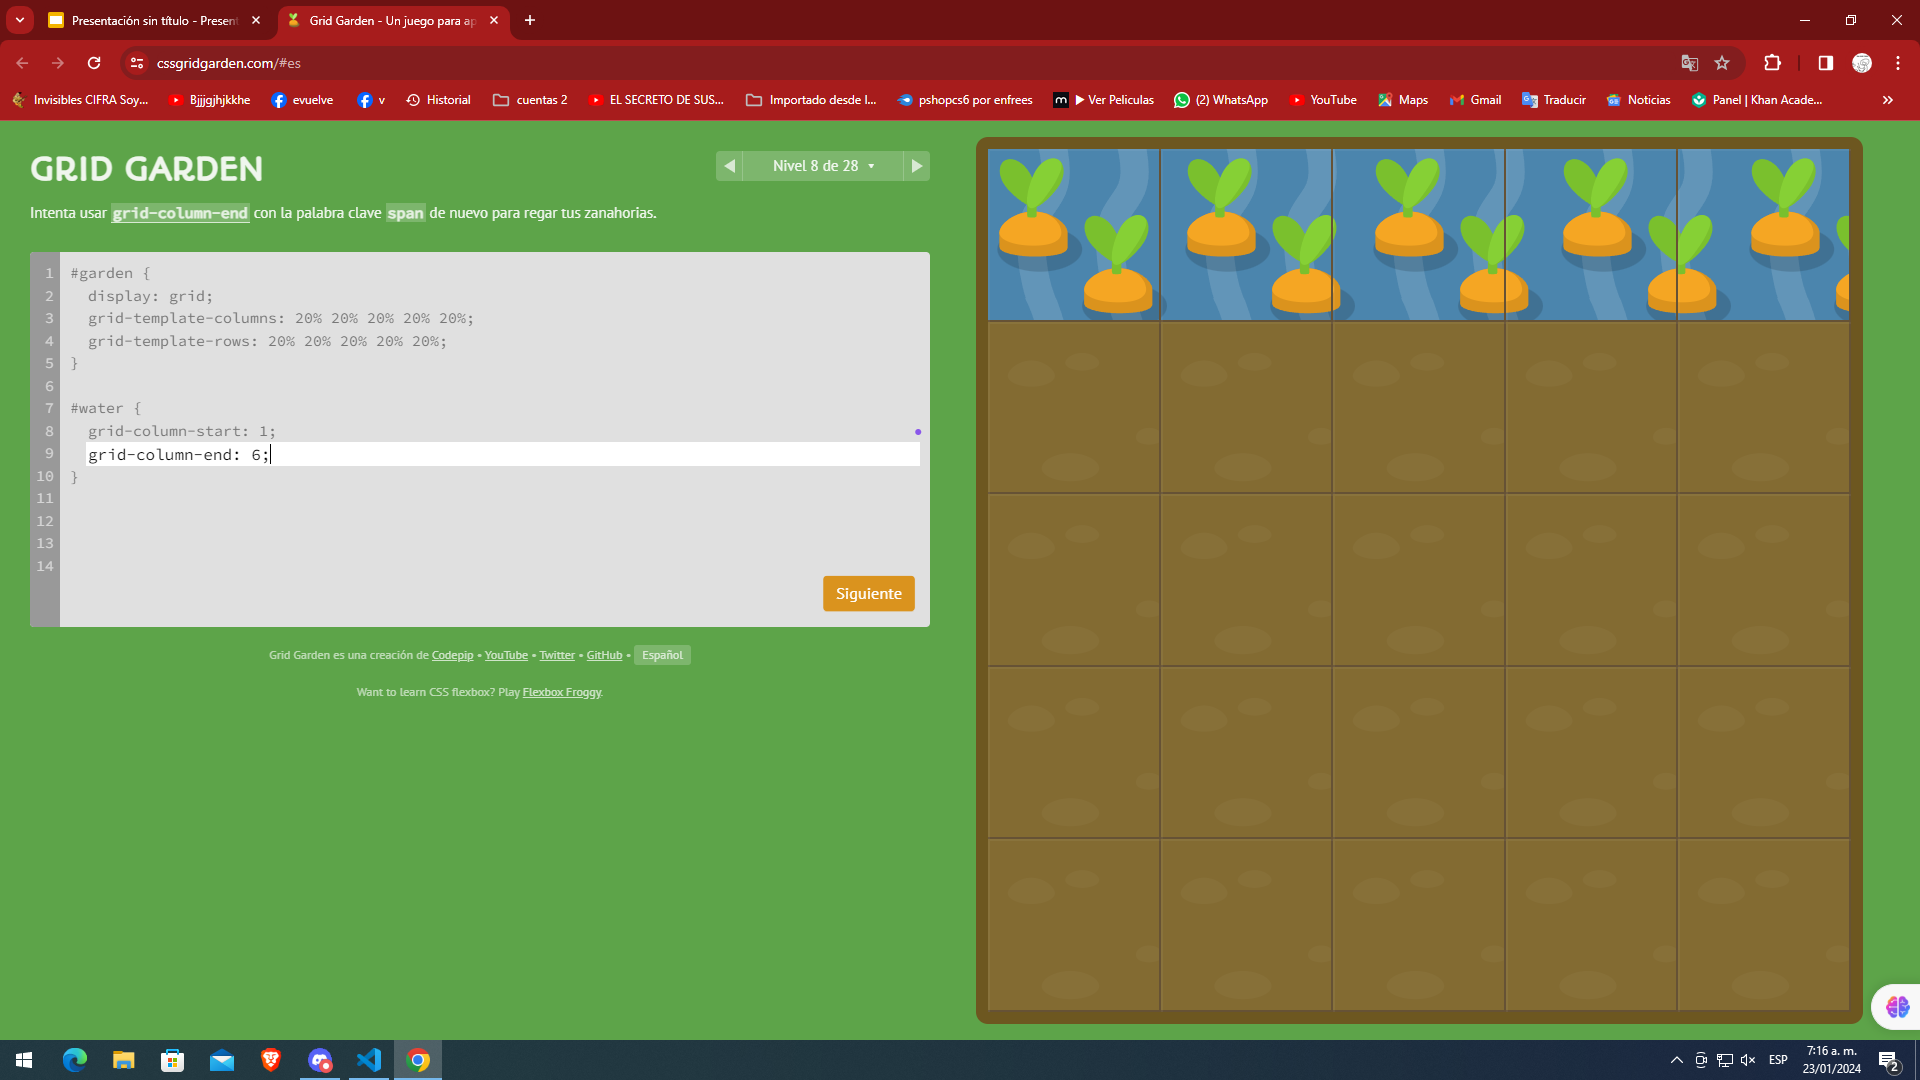 Presentación sin título - Present
Grid Garden - Un juego para ap
cssgridgarden.com/#es
Invisibles CIFRA Soy...
Bjjjgjhjkkhe
evuelve
v
Historial
cuentas 2
EL SECRETO DE SUS...
Importado desde l...
pshopcs6 por enfrees
m
▶ Ver Peliculas
(2) WhatsApp
YouTube
Maps
Gmail
Traducir
Noticias
Panel | Khan Acade...
GRID GARDEN
Nivel 8 de 28
Intenta usar grid-column-end con la palabra clave span de nuevo para regar tus zanahorias.
1 #garden {
2 display: grid;
3 grid-template-columns: 20% 20% 20% 20% 20%;
4 grid-template-rows: 20% 20% 20% 20% 20%;
5 }
6
7 #water {
8 grid-column-start: 1;
9 grid-column-end: 6;
10 }
11
12
13
14
Siguiente
Grid Garden es una creación de Codepip • YouTube • Twitter • GitHub • Español
Want to learn CSS flexbox? Play Flexbox Froggy.
ESP
7:16 a. m.
23/01/2024
2